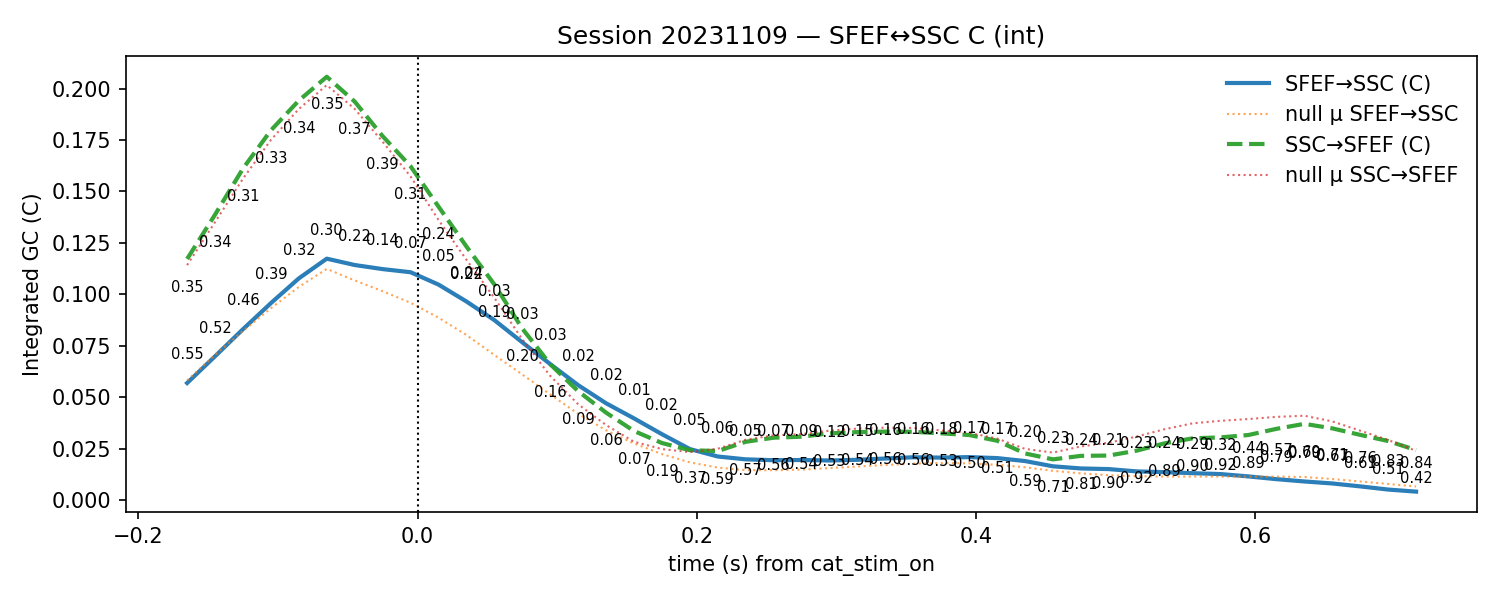 Session 20231109 — SFEF↔SSC C (int)
Integrated GC (C)
0.200
0.175
0.150
0.125
0.100
0.075
0.050
0.025
0.000
SFEF→SSC (C)
null μ SFEF→SSC
SSC→SFEF (C)
null μ SSC→SFEF
0.35
0.34 0.37
0.33 0.39
0.31 0.31
0.34 0.30 0.22 0.14 0.07 0.24
0.32 0.05
0.35 0.39
0.46 0.03
0.52 0.19 0.03
0.55 0.20 0.03 0.02
0.16 0.02 0.01
0.09 0.02 0.05
0.06 0.06 0.05 0.07 0.09 0.12 0.15 0.16 0.16 0.18 0.17 0.17 0.20 0.23 0.24 0.21 0.23 0.24 0.29 0.32 0.44 0.57
0.07 0.19 0.37 0.59 0.57 0.56 0.54 0.53 0.54 0.56 0.56 0.53 0.50 0.51 0.59 0.71 0.81 0.90 0.92 0.89 0.90 0.92 0.89 0.79
0.76 0.83 0.84
0.51 0.42
−0.2 0.0 0.2 0.4 0.6
time (s) from cat_stim_on